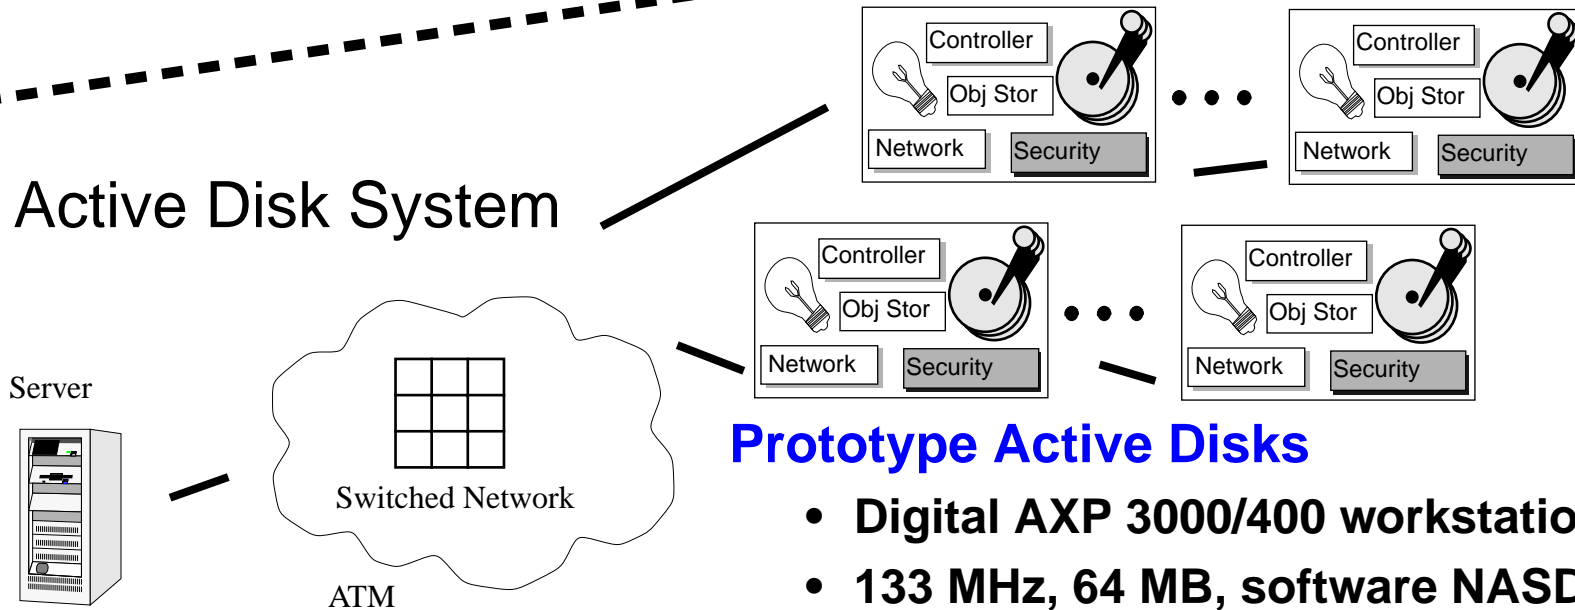 Controller
Obj Stor
Network Security
Controller
Obj Stor
Network Security
Active Disk System
Controller
Obj Stor
Network Security
Controller
Obj Stor
Network Security
Server
Switched Network
ATM
Prototype Active Disks
• Digital AXP 3000/400 workstatio
• 133 MHz, 64 MB, software NASD